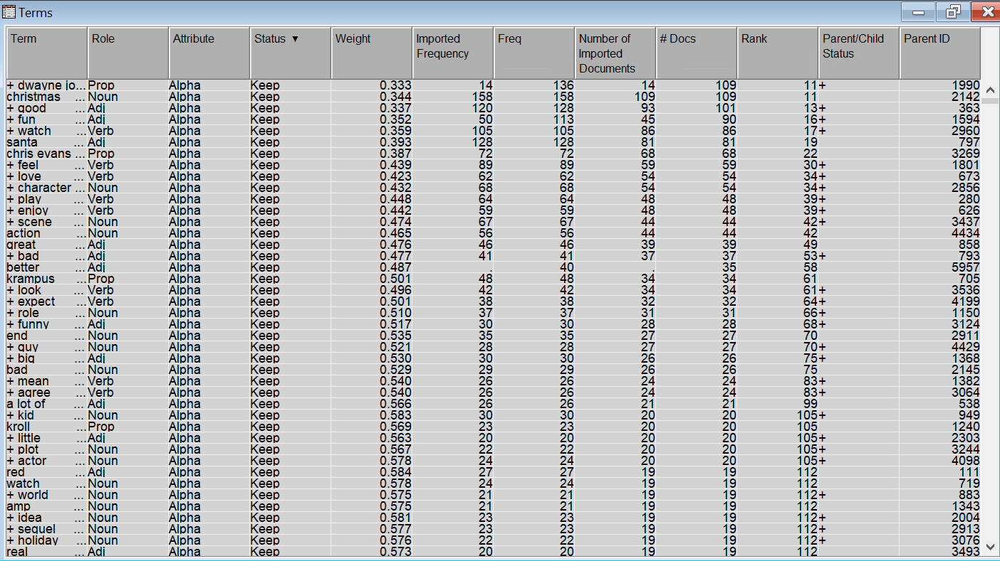 Terms
Term Role Attribute Status ▼ Weight Imported Frequency Freq Number of Imported Documents # Docs Rank Parent/Child Status Parent ID
+ dwayne jo... Prop Alpha Keep 0.333 14 136 14 109 11 + 1990
christmas ... Noun Alpha Keep 0.344 158 158 109 109 11 2142
+ good ... Adj Alpha Keep 0.337 120 128 93 101 13 + 363
+ fun ... Adj Alpha Keep 0.352 50 113 45 90 16 + 1594
+ watch ... Verb Alpha Keep 0.359 105 105 86 86 17 + 2960
santa ... Adj Alpha Keep 0.393 128 128 81 81 19 797
chris evans ... Prop Alpha Keep 0.387 72 72 68 68 22 3269
+ feel ... Verb Alpha Keep 0.439 89 89 59 59 30 + 1801
+ love ... Verb Alpha Keep 0.423 62 62 54 54 34 + 673
+ character ... Noun Alpha Keep 0.432 68 68 54 54 34 + 2856
+ play ... Verb Alpha Keep 0.448 64 64 48 48 39 + 280
+ enjoy ... Verb Alpha Keep 0.442 59 59 48 48 39 + 626
+ scene ... Noun Alpha Keep 0.474 67 67 44 44 42 + 3437
action ... Noun Alpha Keep 0.465 56 56 44 44 42 4434
great ... Adj Alpha Keep 0.476 46 46 39 39 49 858
+ bad ... Adj Alpha Keep 0.477 41 41 37 37 53 + 793
better ... Adj Alpha Keep 0.487 . 40 . 35 58 5957
krampus ... Prop Alpha Keep 0.501 48 48 34 34 61 705
+ look ... Verb Alpha Keep 0.496 42 42 34 34 61 + 3536
+ expect ... Verb Alpha Keep 0.501 38 38 32 32 64 + 4199
+ role ... Noun Alpha Keep 0.510 37 37 31 31 66 + 1150
+ funny ... Adj Alpha Keep 0.517 30 30 28 28 68 + 3124
end ... Noun Alpha Keep 0.535 35 35 27 27 70 2911
+ guy ... Noun Alpha Keep 0.521 28 28 27 27 70 + 4429
+ big ... Adj Alpha Keep 0.530 30 30 26 26 75 + 1368
bad ... Noun Alpha Keep 0.529 29 29 26 26 75 2145
+ mean ... Verb Alpha Keep 0.540 26 26 24 24 83 + 1382
+ agree ... Verb Alpha Keep 0.540 26 26 24 24 83 + 3064
a lot of ... Adj Alpha Keep 0.566 26 26 21 21 99 538
+ kid ... Noun Alpha Keep 0.583 30 30 20 20 105 + 949
kroll ... Prop Alpha Keep 0.569 23 23 20 20 105 1240
+ little ... Adj Alpha Keep 0.563 20 20 20 20 105 + 2303
+ plot ... Noun Alpha Keep 0.567 22 22 20 20 105 + 3244
+ actor ... Noun Alpha Keep 0.578 24 24 20 20 105 + 4098
red ... Adj Alpha Keep 0.584 27 27 19 19 112 111
watch ... Noun Alpha Keep 0.578 24 24 19 19 112 719
+ world ... Noun Alpha Keep 0.575 21 21 19 19 112 + 883
amp ... Noun Alpha Keep 0.575 21 21 19 19 112 1343
+ idea ... Noun Alpha Keep 0.581 23 23 19 19 112 + 2004
+ sequel ... Noun Alpha Keep 0.577 23 23 19 19 112 + 2913
+ holiday ... Noun Alpha Keep 0.576 22 22 19 19 112 + 3076
real ... Adj Alpha Keep 0.573 20 20 19 19 112 3493